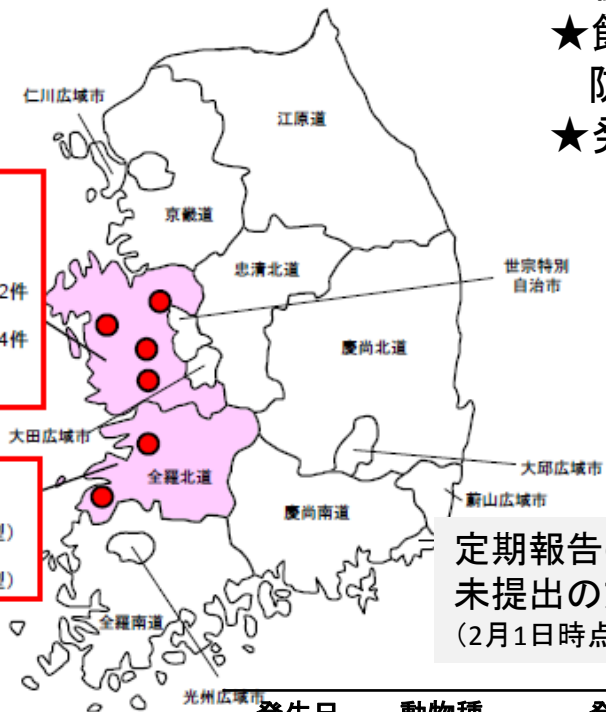 ★
★
仁川広域市
江原道
京畿道
2件
4件
忠清北道
世宗特別
自治市
慶尚北道
大田広域市
大邱広域市
全羅北道
蔚山広域市
慶尚南道
定期報告
未提出の
（2月1日時点
全羅南道
光州広域市
発生日 動物種